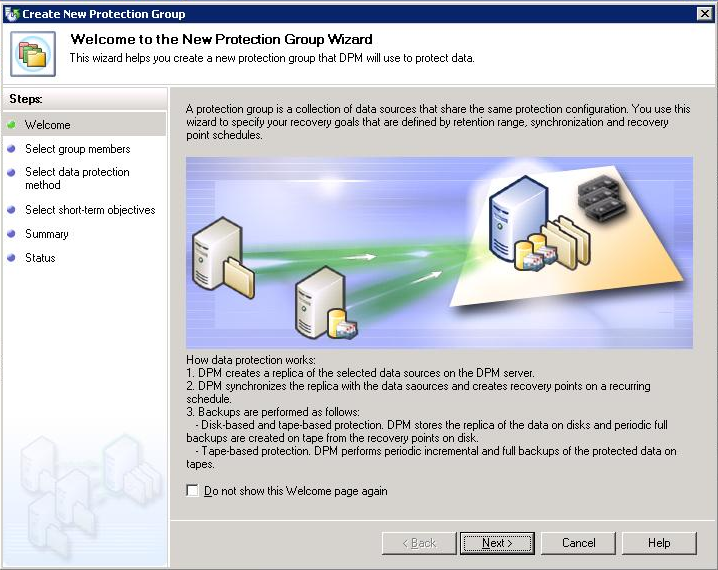 Create New Protection Group
Welcome to the New Protection Group Wizard
This wizard helps you create a new protection group that DPM will use to protect data.
Steps:
Welcome
Select group members
Select data protection
method
Select short-term objectives
Summary
Status
A protection group is a collection of data sources that share the same protection configuration. You use this
wizard to specify your recovery goals that are defined by retention range, synchronization and recovery
point schedules.
How data protection works:
1. DPM creates a replica of the selected data sources on the DPM server.
2. DPM synchronizes the replica with the data saources and creates recovery points on a recurring
schedule.
3. Backups are performed as follows:
- Disk-based and tape-based protection. DPM stores the replica of the data on disks and periodic full
backups are created on tape from the recovery points on disk.
- Tape-based protection. DPM performs periodic incremental and full backups of the protected data on
tapes.
Do not show this Welcome page again
< Back
Next >
Cancel
Help